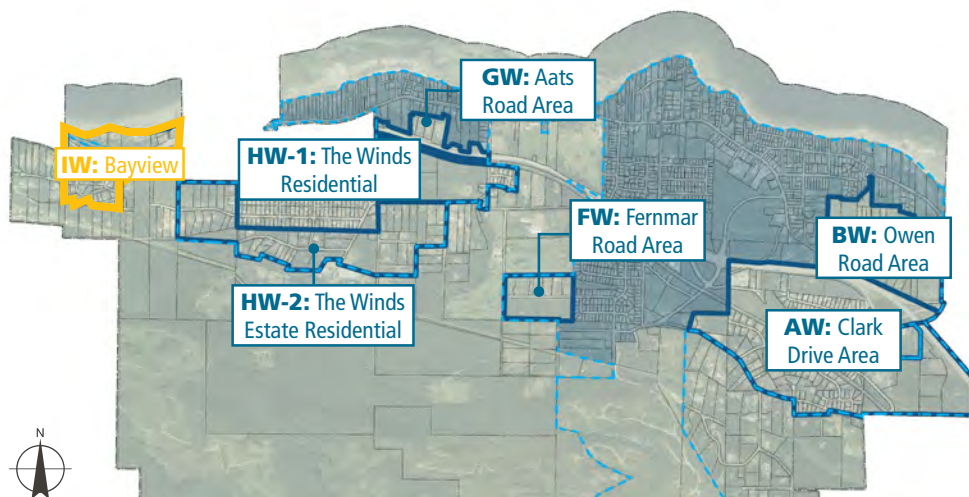 GW: Aats
Road Area
IW: Bayview
HW-1: The Winds
Residential
FW: Fernmar
Road Area
BW: Owen
Road Area
HW-2: The Winds
Estate Residential
AW: Clark
Drive Area
N